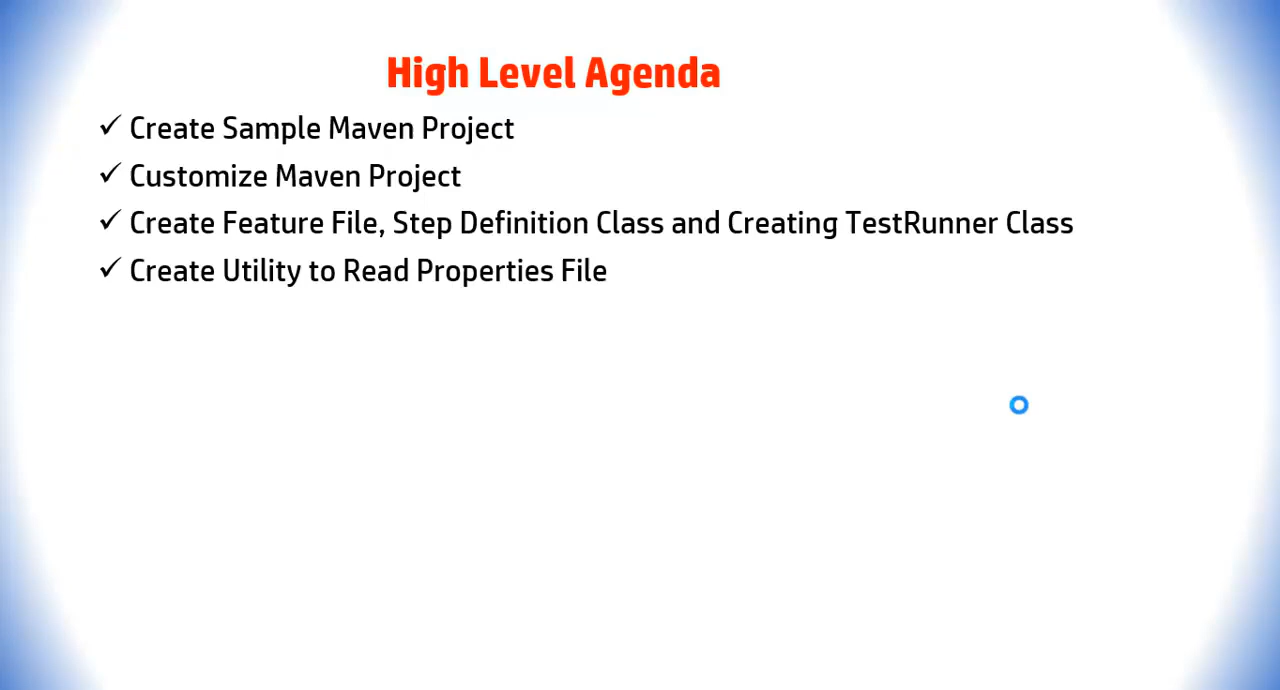 High Level Agenda
✓ Create Sample Maven Project
✓ Customize Maven Project
✓ Create Feature File, Step Definition Class and Creating TestRunner Class
✓ Create Utility to Read Properties File